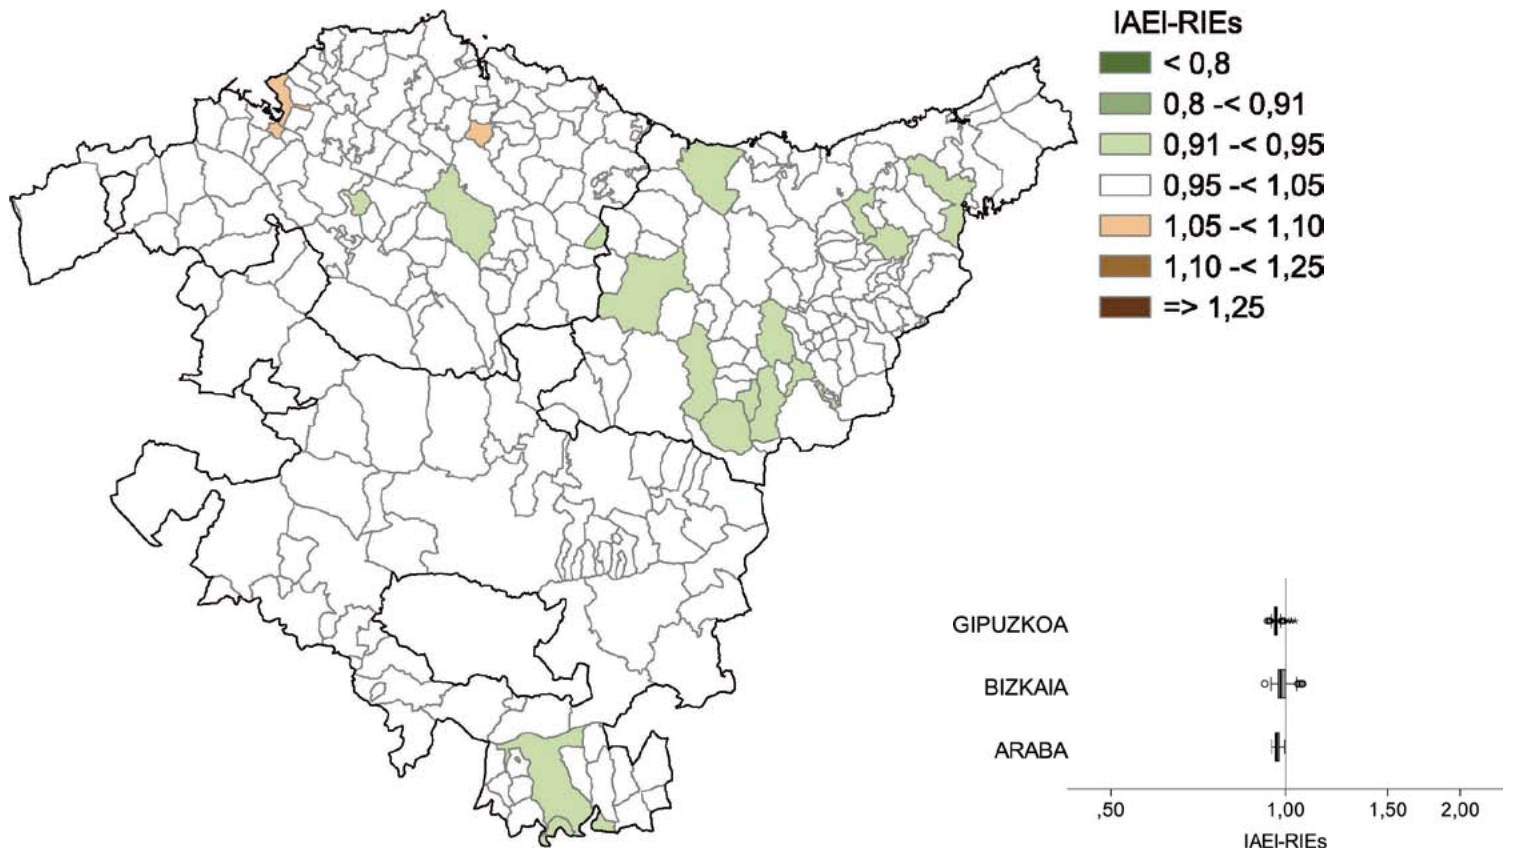 IAEI-RIEs
< 0,8
0,8 -< 0,91
0,91 -< 0,95
0,95 -< 1,05
1,05 -< 1,10
1,10 -< 1,25
=> 1,25
GIPUZKOA
BIZKAIA
ARABA
,50 1,00 1,50 2,00
IAEI-RIEs